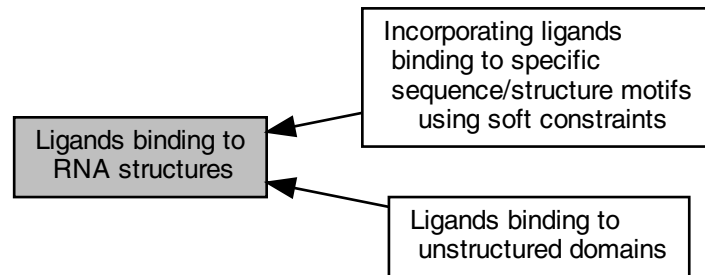 Ligands binding to
RNA structures
Incorporating ligands
binding to specific
sequence/structure motifs
using soft constraints
Ligands binding to
unstructured domains